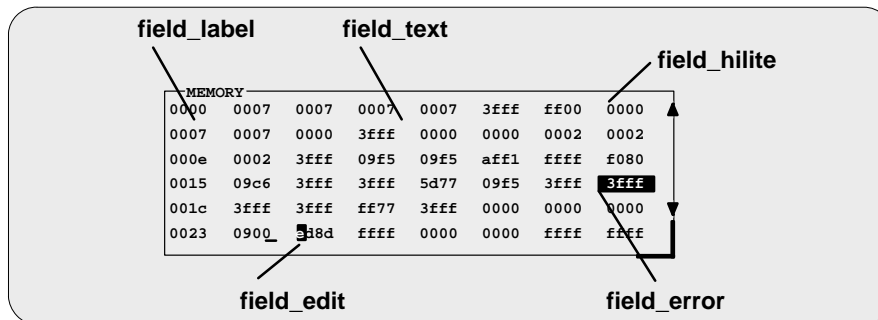 field_label field_text
field_hilite
MEMORY
0000 0007 0007 0007 0007 3fff ff00 0000
0007 0007 0000 3fff 0000 0000 0002 0002
000e 0002 3fff 09f5 09f5 aff1 ffff f080
0015 09c6 3fff 3fff 5d77 09f5 3fff 3fff
001c 3fff 3fff ff77 3fff 0000 0000 0000
0023 0900_ ed8d ffff 0000 0000 ffff ffff
field_edit field_error